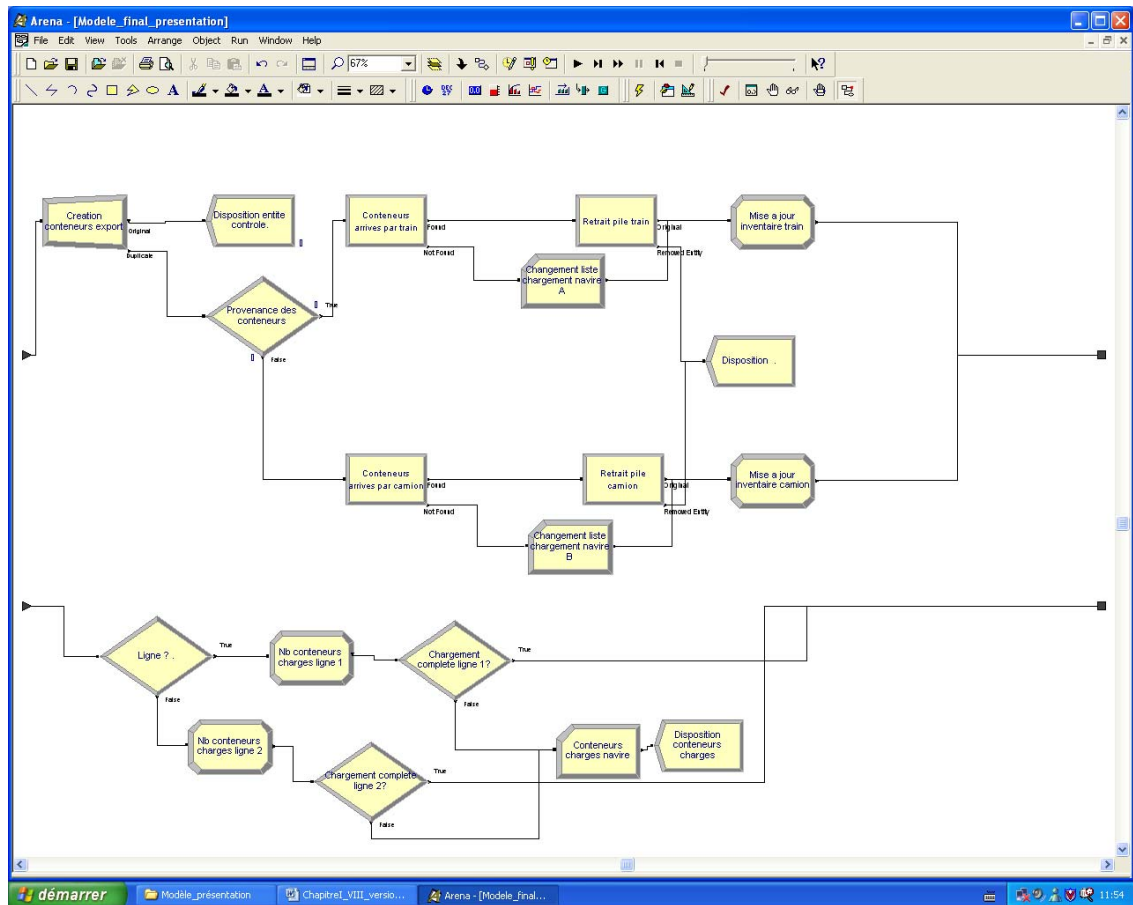 Arena - [Modele_final_presentation]
File Edit View Tools Arrange Object Run Window Help
67%
Creation
conteneurs export
Original
Duplicate
Disposition entite
controle.
Conteneurs
arrives par train
Found
Not Found
Retrait pile train
Original
Removed Entity
Mise a jour
inventaire train
Changement liste
chargement navire
A
Provenance des
conteneurs
True
False
Disposition .
Conteneurs
arrives par camion
Found
Not Found
Retrait pile
camion
Original
Removed Entity
Mise a jour
inventaire camion
Changement liste
chargement navire
B
Ligne ? .
True
False
Nb conteneurs
charges ligne 1
Chargement
complete ligne 1?
True
False
Nb conteneurs
charges ligne 2
Chargement complete
ligne 2?
True
False
Conteneurs
charges navire
Disposition
conteneurs
charges
démarrer
Modèle_présentation
ChapitreI_VIII_versio...
Arena - [Modele_final...
11:54